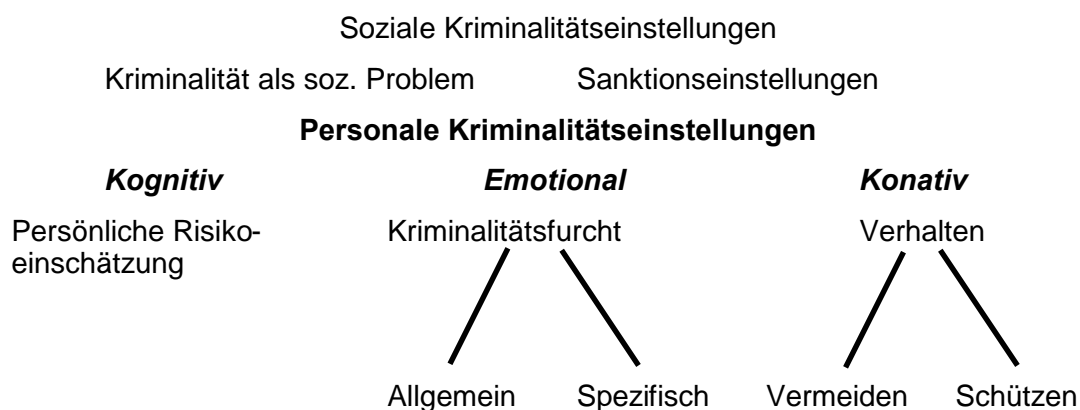 Soziale Kriminalitätseinstellungen
Kriminalität als soz. Problem Sanktionseinstellungen
Personale Kriminalitätseinstellungen
Kognitiv Emotional Konativ
Persönliche Risiko- Kriminalitätsfurcht Verhalten
einschätzung
Allgemein Spezifisch Vermeiden Schützen